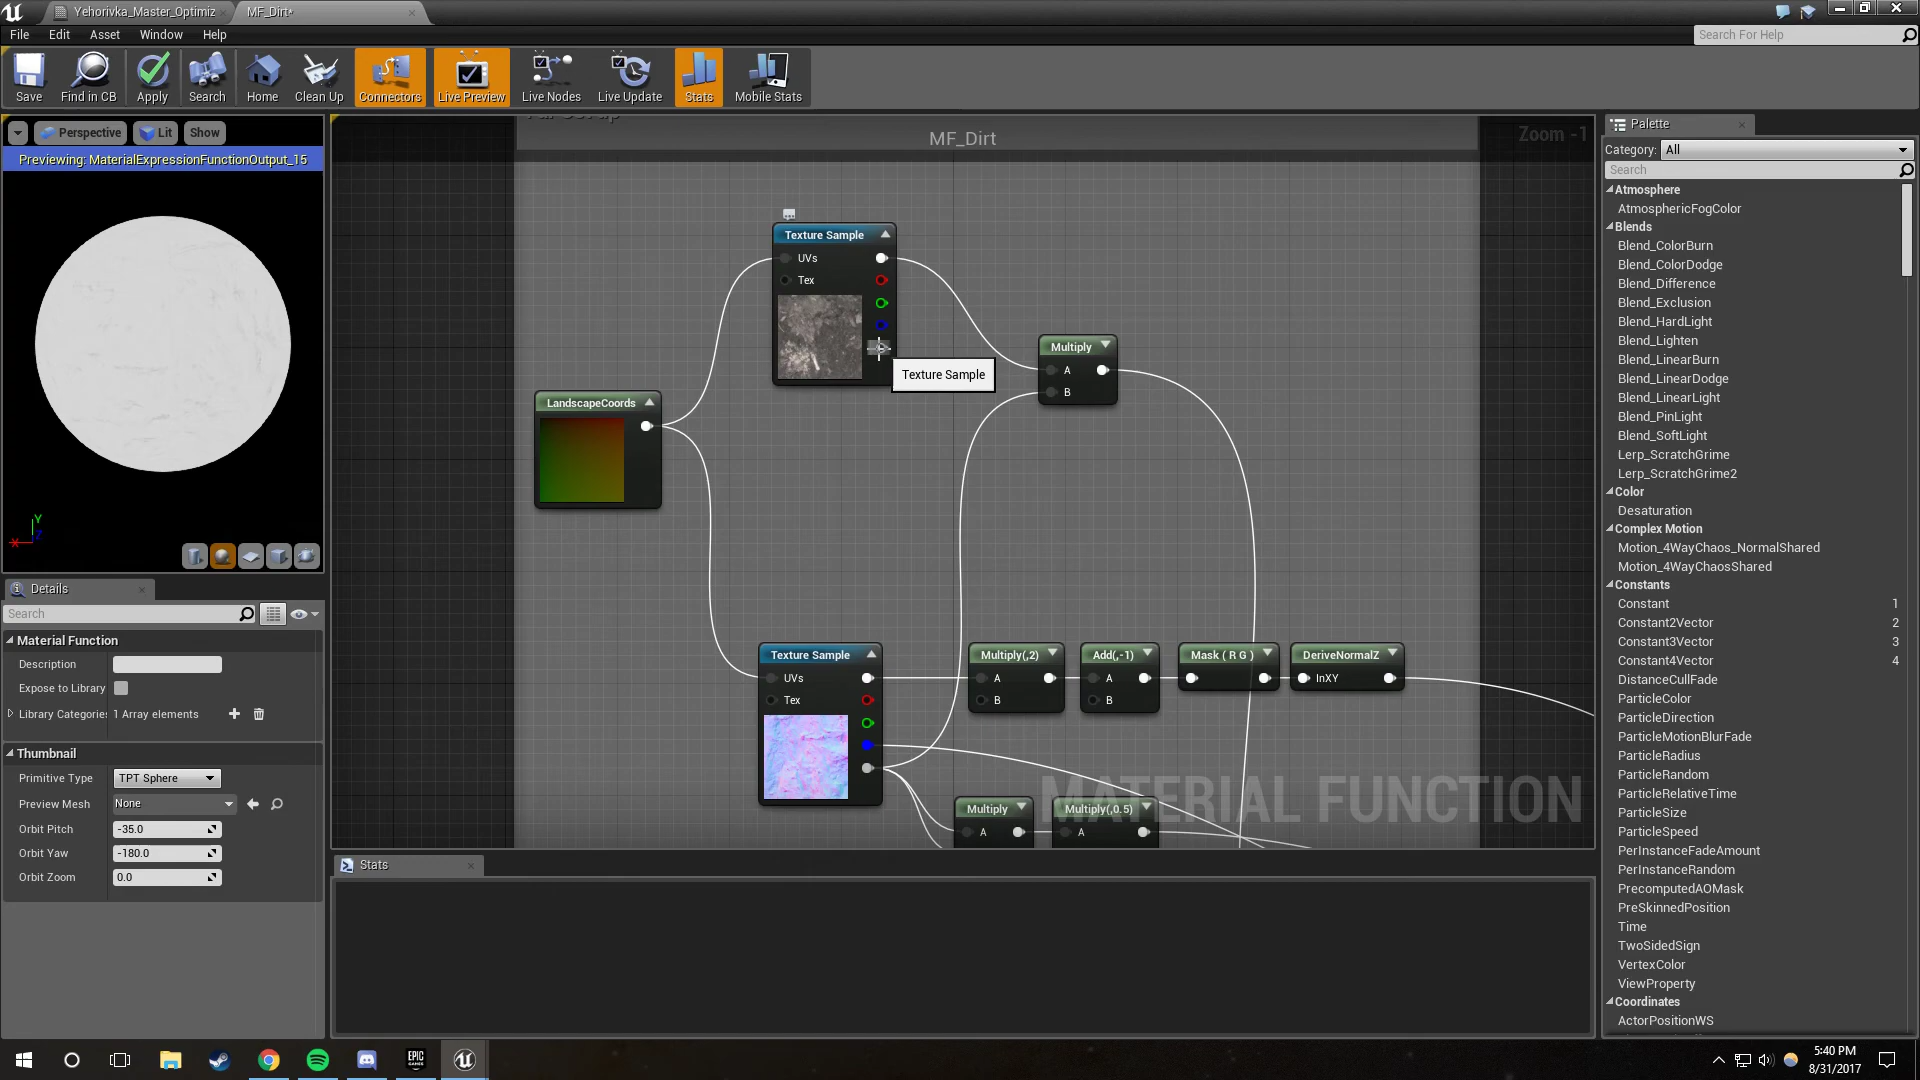 Yehorivka_Master_Optimiz
MF_Dirt*
File Edit Asset Window Help
Search For Help
Save
Find in CB
Apply
Search
Home
Clean Up
Connectors
Live Preview
Live Nodes
Live Update
Stats
Mobile Stats
Perspective
Lit
Show
Previewing: MaterialExpressionFunctionOutput_15
MF_Dirt
Zoom -1
Texture Sample
UVs
Tex
Texture Sample
Multiply
A
B
LandscapeCoords
Texture Sample
UVs
Tex
Multiply(,2)
A
B
Add(,-1)
A
B
Mask ( R G )
DeriveNormalZ
InXY
Multiply
A
Multiply(,0.5)
A
MATERIAL FUNCTION
Y
X
Z
Details
Search
Material Function
Description
Expose to Library
Library Categories 1 Array elements
Thumbnail
Primitive Type TPT Sphere
Preview Mesh None
Orbit Pitch -35.0
Orbit Yaw -180.0
Orbit Zoom 0.0
Stats
Palette
Category: All
Search
Atmosphere
AtmosphericFogColor
Blends
Blend_ColorBurn
Blend_ColorDodge
Blend_Difference
Blend_Exclusion
Blend_HardLight
Blend_Lighten
Blend_LinearBurn
Blend_LinearDodge
Blend_LinearLight
Blend_PinLight
Blend_SoftLight
Lerp_ScratchGrime
Lerp_ScratchGrime2
Color
Desaturation
Complex Motion
Motion_4WayChaos_NormalShared
Motion_4WayChaosShared
Constants
Constant 1
Constant2Vector 2
Constant3Vector 3
Constant4Vector 4
DistanceCullFade
ParticleColor
ParticleDirection
ParticleMotionBlurFade
ParticleRadius
ParticleRandom
ParticleRelativeTime
ParticleSize
ParticleSpeed
PerInstanceFadeAmount
PerInstanceRandom
PrecomputedAOMask
PreSkinnedPosition
Time
TwoSidedSign
VertexColor
ViewProperty
Coordinates
ActorPositionWS
EPIC
GAMES
5:40 PM
8/31/2017